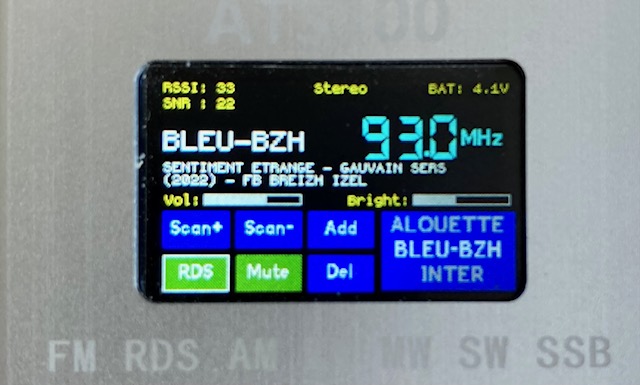 RSSI: 33 Stereo BAT: 4.1V
SNR : 22
BLEU-BZH 93.0 MHz
SENTIMENT ETRANGE - GAUVAIN SERS
(2022) - FB BREIZH IZEL
Vol: Bright:
Scan+ Scan- Add ALOUETTE
BLEU-BZH
RDS Mute Del INTER
FM RDS AM MW SW SSB